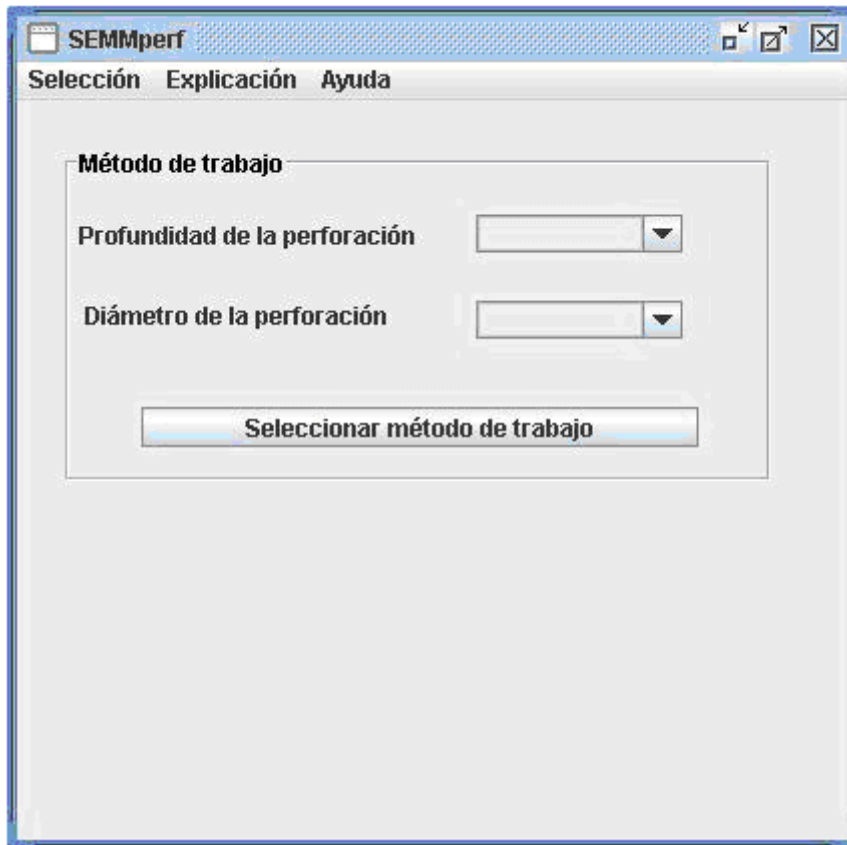 SEMMperf
Selección Explicación Ayuda
Método de trabajo
Profundidad de la perforación
Diámetro de la perforación
Seleccionar método de trabajo